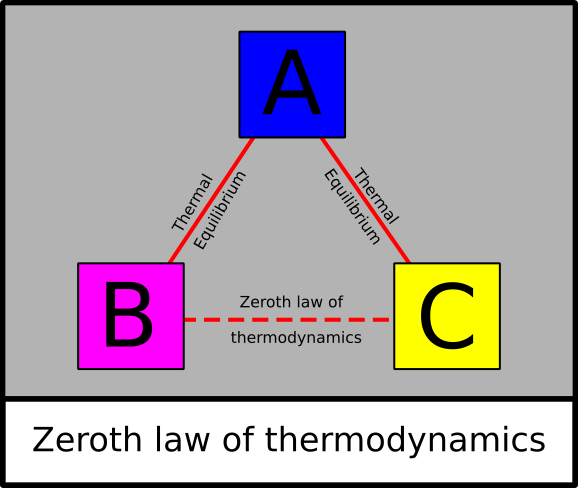 A
Thermal
Equilibrium
Thermal
Equilibrium
B
Zeroth law of
thermodynamics
C
Zeroth law of thermodynamics